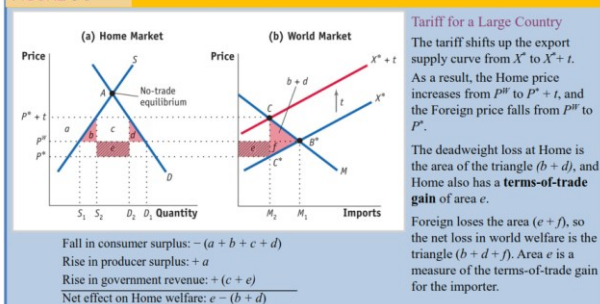 (a) Home Market
Price
S
A
No-trade
equilibrium
P* + t
a
b
c
d
Pᵂ
e
P*
D
S₁ S₂ D₂ D₁ Quantity
(b) World Market
Price
X* + t
b + d
t
X*
C
B*
e
f
C*
M
M₂ M₁ Imports
Fall in consumer surplus: – (a + b + c + d)
Rise in producer surplus: + a
Rise in government revenue: + (c + e)
Net effect on Home welfare: e – (b + d)
Tariff for a Large Country
The tariff shifts up the export
supply curve from X* to X*+ t.
As a result, the Home price
increases from Pᵂ to P* + t, and
the Foreign price falls from Pᵂ to
P*.
The deadweight loss at Home is
the area of the triangle (b + d), and
Home also has a terms-of-trade
gain of area e.
Foreign loses the area (e + f), so
the net loss in world welfare is the
triangle (b + d + f). Area e is a
measure of the terms-of-trade gain
for the importer.